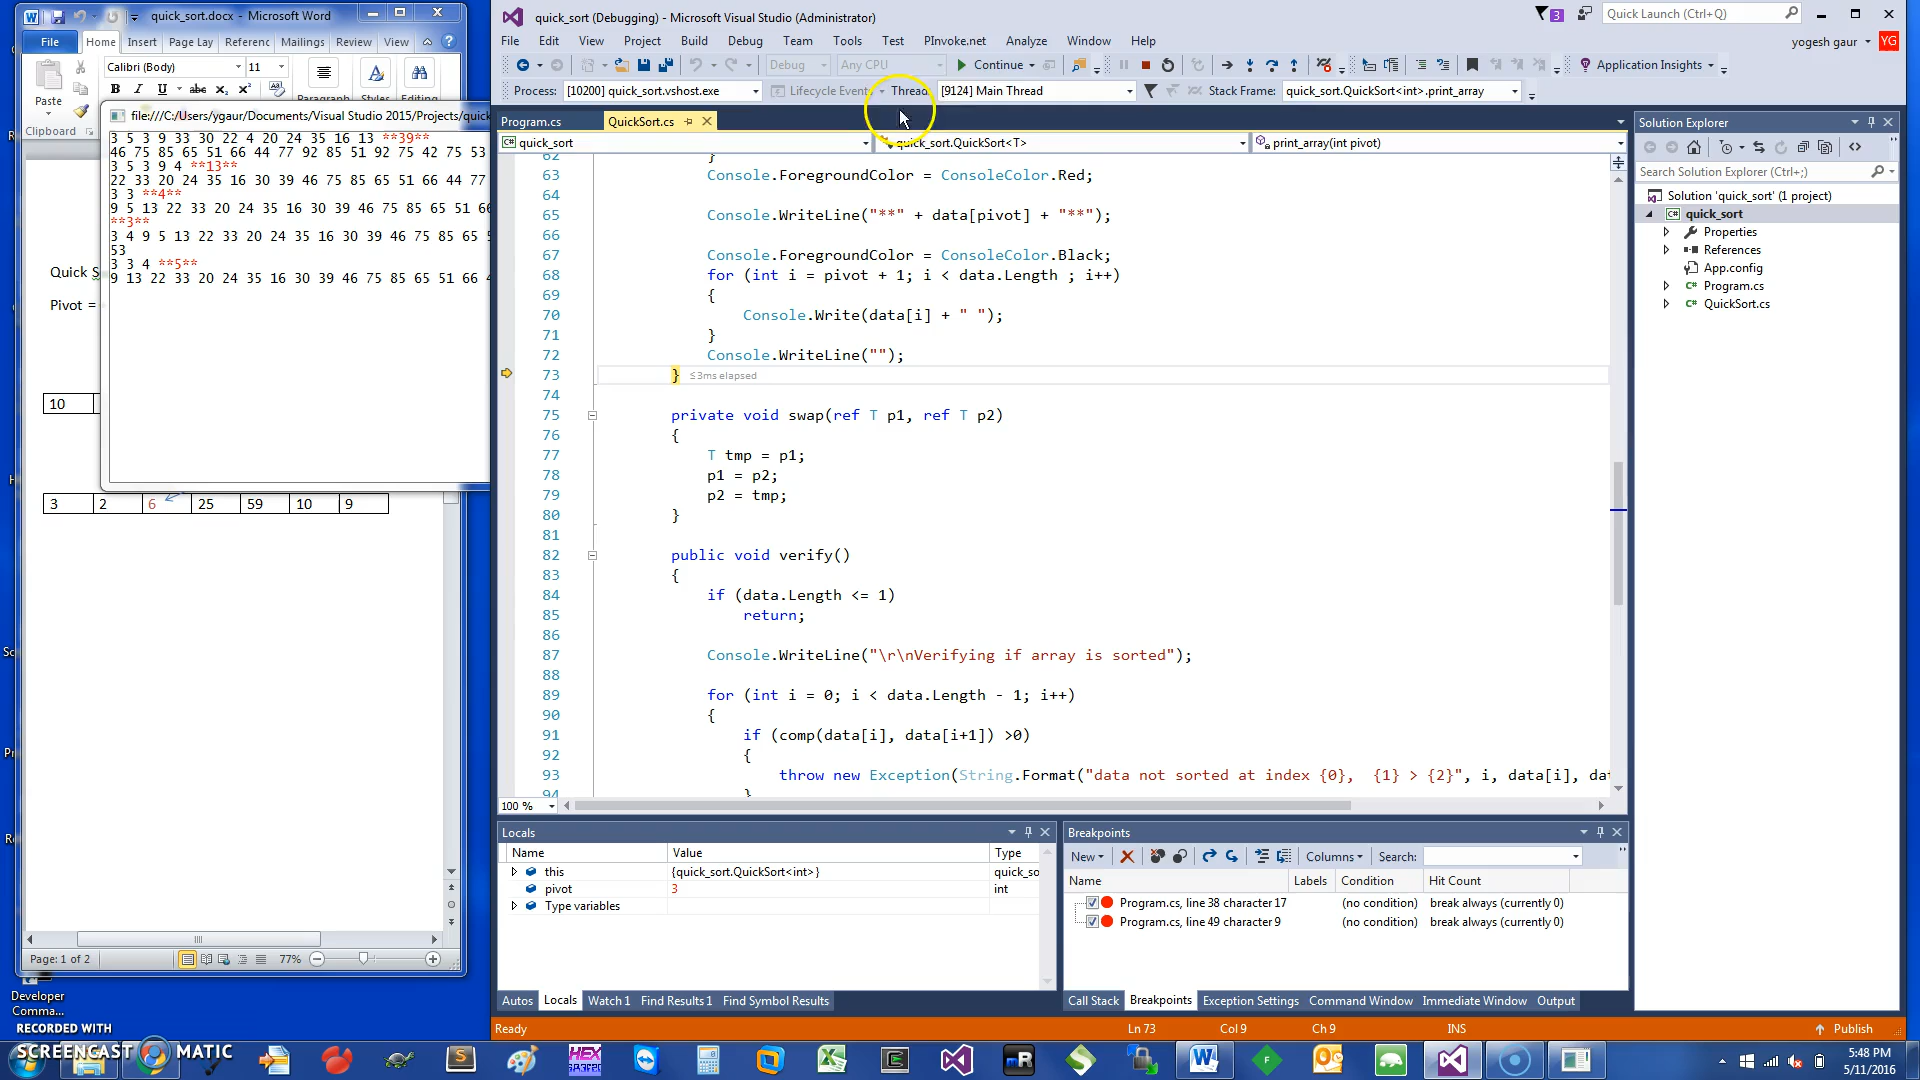 quick_sort.docx - Microsoft Word
File Home Insert Page Lay Referenc Mailings Review View
Calibri (Body) 11
Paste
Clipboard
file:///C:/Users/ygaur/Documents/Visual Studio 2015/Projects/quick
3 5 3 9 33 30 22 4 20 24 35 16 13 **39**
46 75 85 65 51 66 44 77 92 85 51 92 75 42 75 53
3 5 3 9 4 **13**
22 33 20 24 35 16 30 39 46 75 85 65 51 66 44 77
3 3 **4**
9 5 13 22 33 20 24 35 16 30 39 46 75 85 65 51 66
**3**
3 4 9 5 13 22 33 20 24 35 16 30 39 46 75 85 65
53
3 3 4 **5**
9 13 22 33 20 24 35 16 30 39 46 75 85 65 51 66
Quick S
Pivot =
10
3 2 6 25 59 10 9
Page: 1 of 2 77%
quick_sort (Debugging) - Microsoft Visual Studio (Administrator)
3 Quick Launch (Ctrl+Q)
File Edit View Project Build Debug Team Tools Test PInvoke.net Analyze Window Help
yogesh gaur YG
Debug Any CPU Continue Application Insights
Process: [10200] quick_sort.vshost.exe Lifecycle Event Thread [9124] Main Thread Stack Frame: quick_sort.QuickSort<int>.print_array
Program.cs QuickSort.cs
quick_sort quick_sort.QuickSort<T> print_array(int pivot)
62 }
63 Console.ForegroundColor = ConsoleColor.Red;
64
65 Console.WriteLine("**" + data[pivot] + "**");
66
67 Console.ForegroundColor = ConsoleColor.Black;
68 for (int i = pivot + 1; i < data.Length ; i++)
69 {
70 Console.Write(data[i] + " ");
71 }
72 Console.WriteLine("");
73 } ≤3ms elapsed
74
75 private void swap(ref T p1, ref T p2)
76 {
77 T tmp = p1;
78 p1 = p2;
79 p2 = tmp;
80 }
81
82 public void verify()
83 {
84 if (data.Length <= 1)
85 return;
86
87 Console.WriteLine("\r\nVerifying if array is sorted");
88
89 for (int i = 0; i < data.Length - 1; i++)
90 {
91 if (comp(data[i], data[i+1]) >0)
92 {
93 throw new Exception(String.Format("data not sorted at index {0},  {1} > {2}", i, data[i], dat
94 }
100 %
Solution Explorer
Search Solution Explorer (Ctrl+;)
Solution 'quick_sort' (1 project)
quick_sort
Properties
References
App.config
Program.cs
QuickSort.cs
Locals
Name Value Type
this {quick_sort.QuickSort<int>} quick_so
pivot 3 int
Type variables
Autos Locals Watch 1 Find Results 1 Find Symbol Results
Breakpoints
New Columns Search:
Name Labels Condition Hit Count
Program.cs, line 38 character 17 (no condition) break always (currently 0)
Program.cs, line 49 character 9 (no condition) break always (currently 0)
Call Stack Breakpoints Exception Settings Command Window Immediate Window Output
Ready Ln 73 Col 9 Ch 9 INS Publish
Developer
Comma...
RECORDED WITH
SCREENCAST MATIC
5:48 PM
5/11/2016